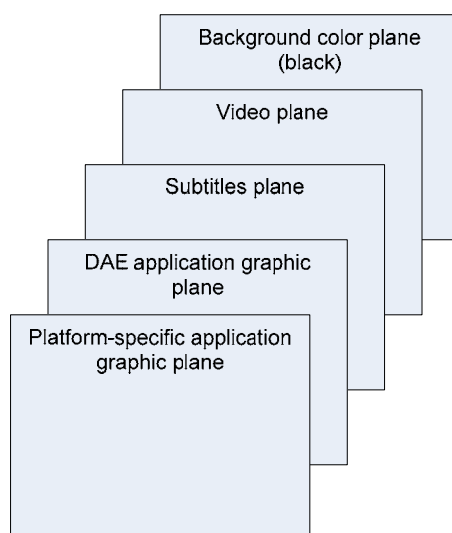 Background color plane
(black)
Video plane
Subtitles plane
DAE application graphic
plane
Platform-specific application
graphic plane